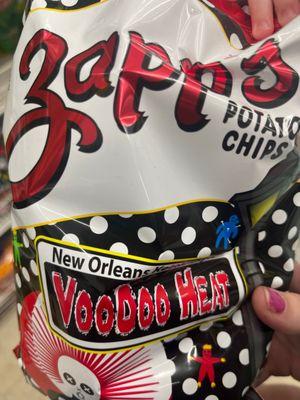 Zapp's
POTATO
CHIPS
New Orleans
VOODOO HEAT